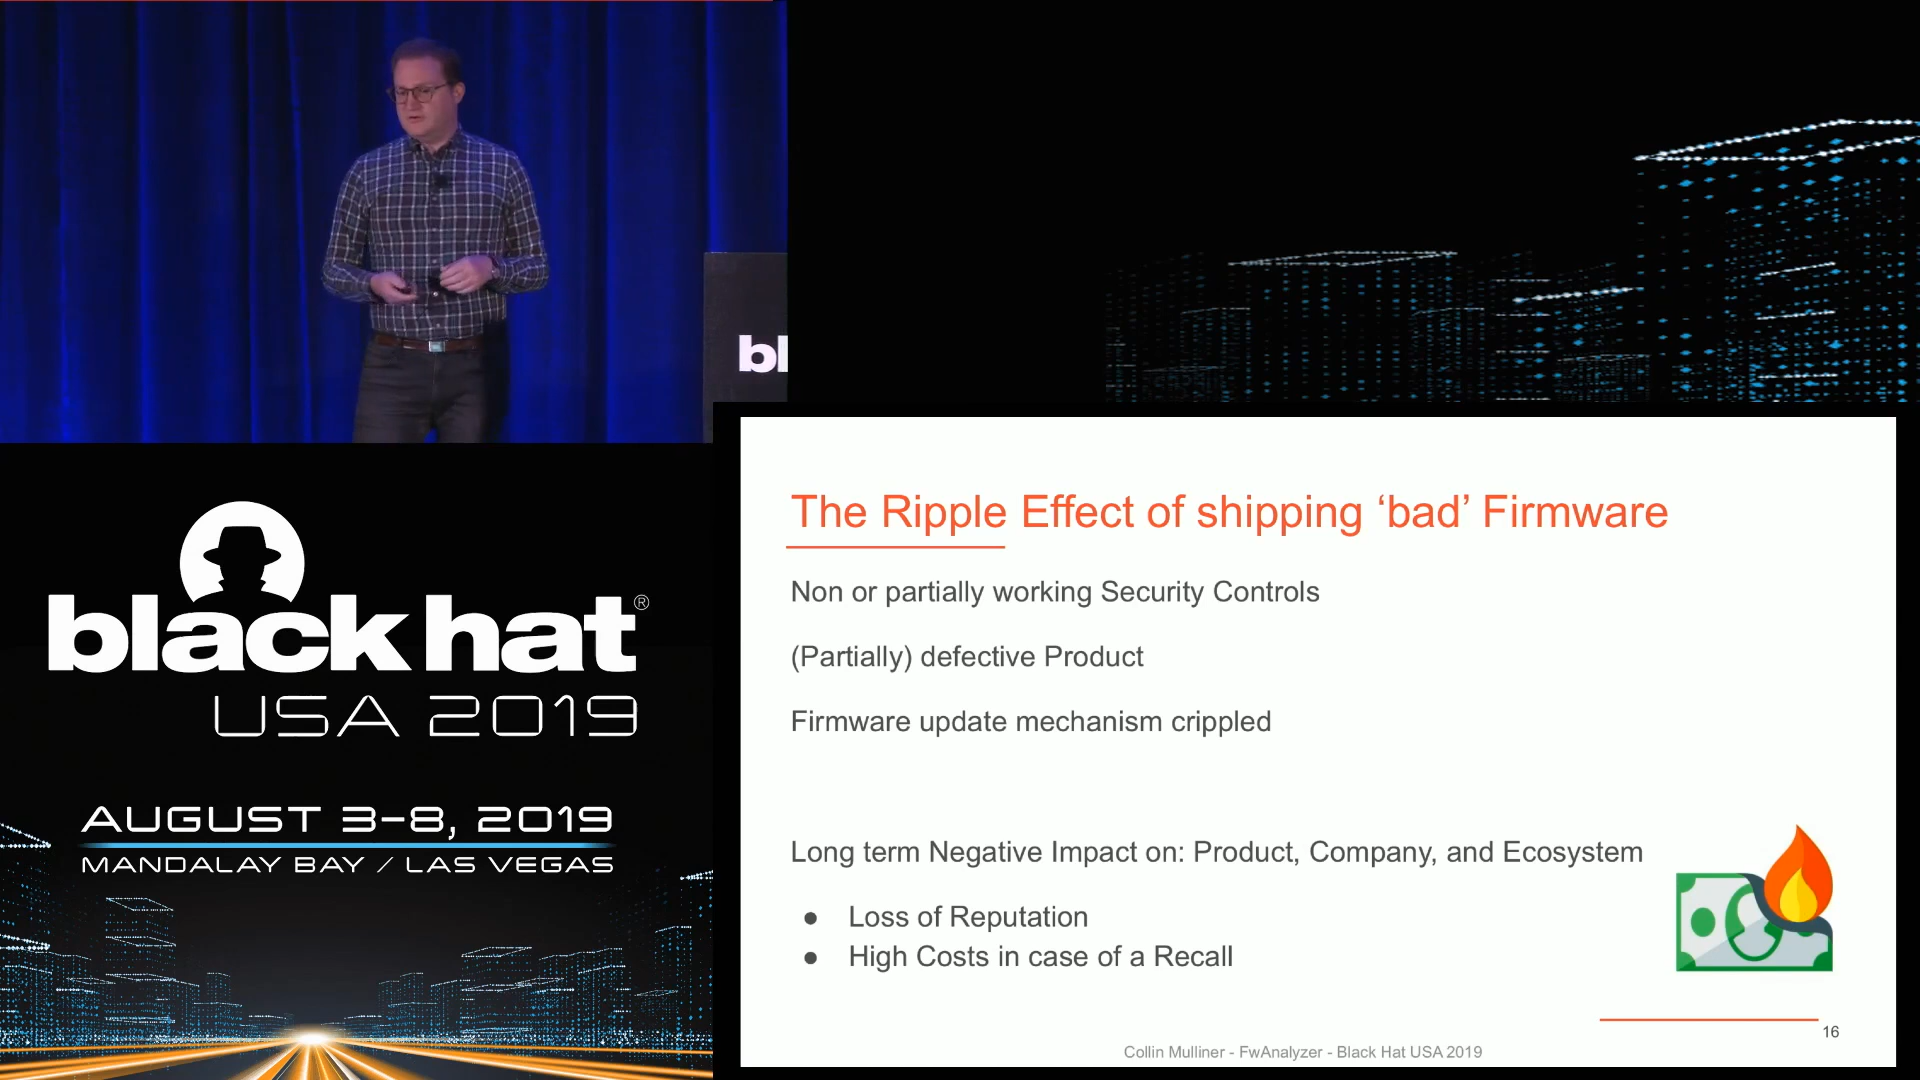 bl
black hat®
USA 2019
AUGUST 3-8, 2019
MANDALAY BAY / LAS VEGAS
The Ripple Effect of shipping ‘bad’ Firmware
Non or partially working Security Controls
(Partially) defective Product
Firmware update mechanism crippled
Long term Negative Impact on: Product, Company, and Ecosystem
● Loss of Reputation
● High Costs in case of a Recall
16
Collin Mulliner - FwAnalyzer - Black Hat USA 2019